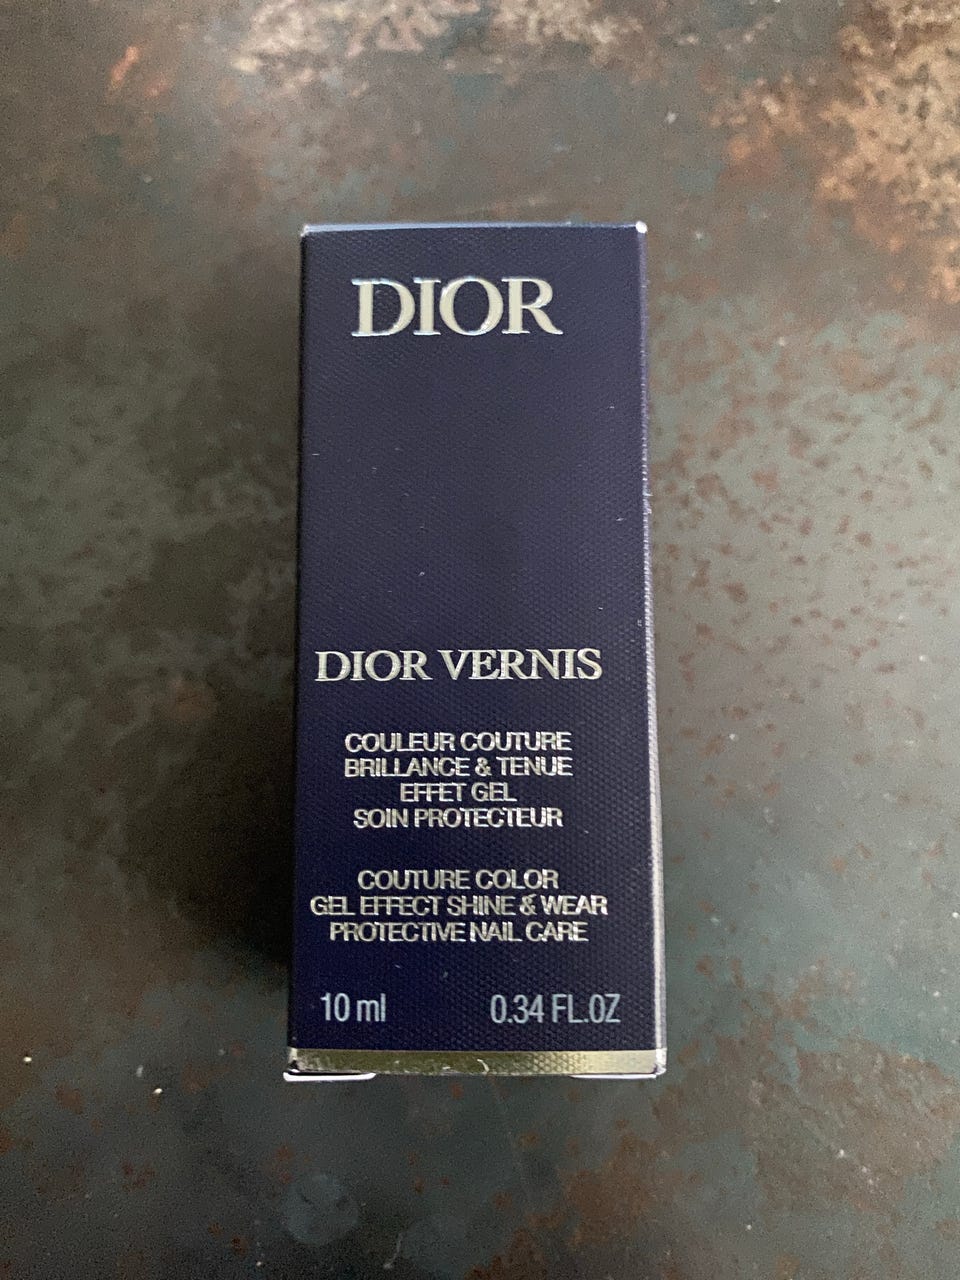 DIOR
DIOR VERNIS
COULEUR COUTURE
BRILLANCE & TENUE
EFFET GEL
SOIN PROTECTEUR
COUTURE COLOR
GEL EFFECT SHINE & WEAR
PROTECTIVE NAIL CARE
10 ml 0.34 FL.OZ